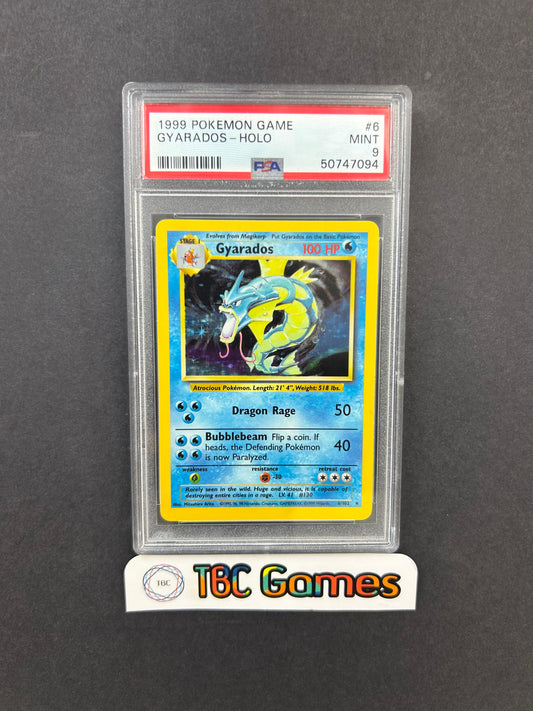 1999 POKEMON GAME #6
GYARADOS – HOLO MINT
PSA 9
50747094
Evolves from Magikarp Put Gyarados on the Basic Pokémon
STAGE 1
Gyarados 100 HP
Atrocious Pokémon. Length: 21' 4", Weight: 518 lbs.
Dragon Rage 50
Bubblebeam Flip a coin. If
heads, the Defending Pokémon
is now Paralyzed.
40
weakness resistance retreat cost
-30
Rarely seen in the wild. Huge and vicious, it is capable of
destroying entire cities in a rage. LV. 41 #130
Illus. Mitsuhiro Arita 6/102
TBC
TBC Games